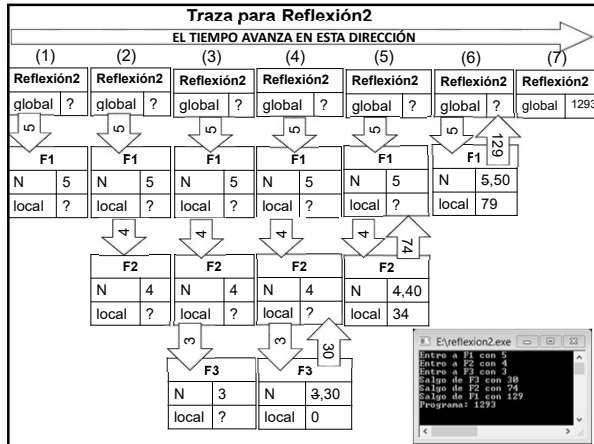 Traza para Reflexión2
EL TIEMPO AVANZA EN ESTA DIRECCIÓN
(1) (2) (3) (4) (5) (6) (7)
Reflexión2 Reflexión2 Reflexión2 Reflexión2 Reflexión2 Reflexión2 Reflexión2
global ? global ? global ? global ? global ? global ? global 1293
5 5 5 5 5 5 129
F1 F1 F1 F1 F1 F1
N 5 N 5 N 5 N 5 N 5 N 5,50
local ? local ? local ? local ? local ? local 79
4 4 4 4 74
F2 F2 F2 F2
N 4 N 4 N 4 N 4,40
local ? local ? local ? local 34
3 3 30
F3 F3
N 3 N 3,30
local ? local 0
E:\reflexion2.exe
Entro a F1 con 5
Entro a F2 con 4
Entro a F3 con 3
Salgo de F3 con 30
Salgo de F2 con 74
Salgo de F1 con 129
Programa: 1293